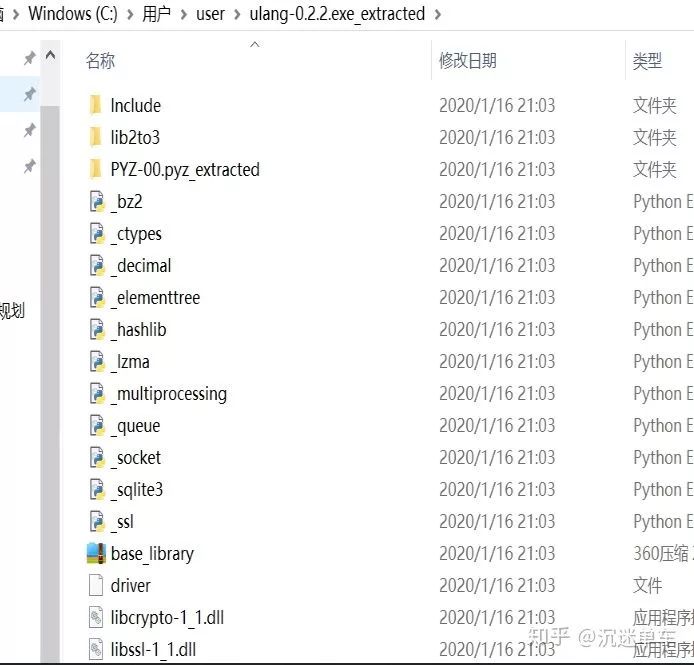 Windows (C:) › 用户 › user › ulang-0.2.2.exe_extracted ›
名称 修改日期 类型
Include 2020/1/16 21:03 文件夹
lib2to3 2020/1/16 21:03 文件夹
PYZ-00.pyz_extracted 2020/1/16 21:03 文件夹
_bz2 2020/1/16 21:03 Python E
_ctypes 2020/1/16 21:03 Python E
_decimal 2020/1/16 21:03 Python E
_elementtree 2020/1/16 21:03 Python E
规划
_hashlib 2020/1/16 21:03 Python E
_lzma 2020/1/16 21:03 Python E
_multiprocessing 2020/1/16 21:03 Python E
_queue 2020/1/16 21:03 Python E
_socket 2020/1/16 21:03 Python E
_sqlite3 2020/1/16 21:03 Python E
_ssl 2020/1/16 21:03 Python E
base_library 2020/1/16 21:03 360压缩
driver 2020/1/16 21:03 文件
libcrypto-1_1.dll 2020/1/16 21:03 应用程序
libssl-1_1.dll 2020/1/16 21:03 应用程序
知乎 @沉迷单车